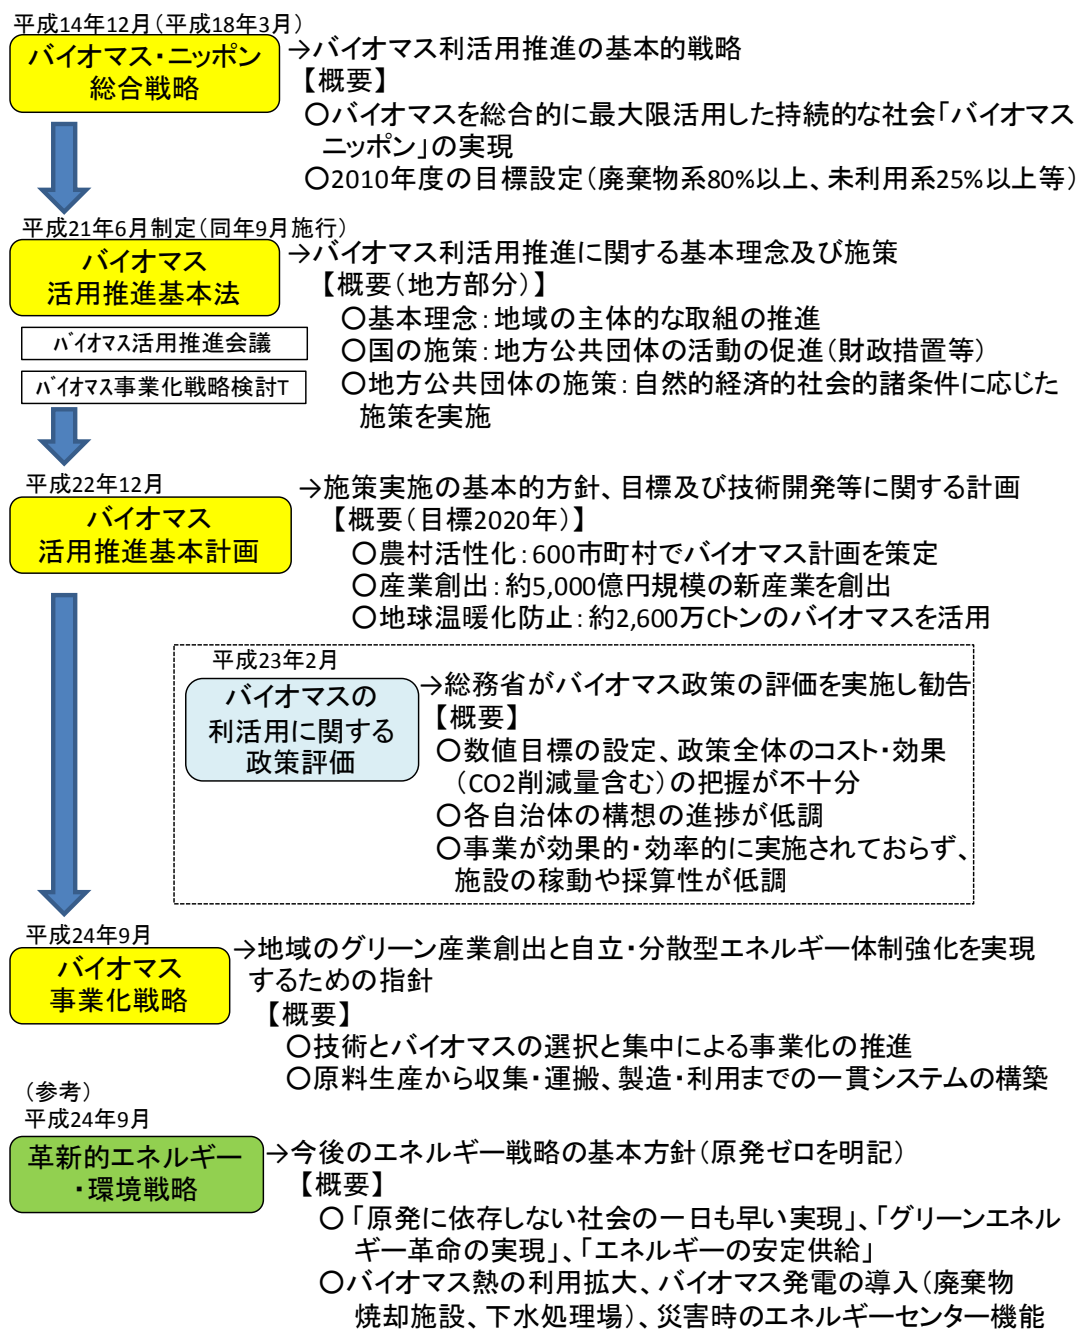 平成14年12月(平成18年3月)
バイオマス・ニッポン
総合戦略
→バイオマス利活用推進の基本的戦略
【概要】
○バイオマスを総合的に最大限活用した持続的な社会「バイオマス
ニッポン」の実現
○2010年度の目標設定(廃棄物系80%以上、未利用系25%以上等)
平成21年6月制定(同年9月施行)
バイオマス
活用推進基本法
→バイオマス利活用推進に関する基本理念及び施策
【概要(地方部分)】
○基本理念:地域の主体的な取組の推進
○国の施策:地方公共団体の活動の促進(財政措置等)
○地方公共団体の施策:自然的経済的社会的諸条件に応じた
施策を実施
バイオマス活用推進会議
バイオマス事業化戦略検討T
平成22年12月
バイオマス
活用推進基本計画
→施策実施の基本的方針、目標及び技術開発等に関する計画
【概要(目標2020年)】
○農村活性化:600市町村でバイオマス計画を策定
○産業創出:約5,000億円規模の新産業を創出
○地球温暖化防止:約2,600万Cトンのバイオマスを活用
平成23年2月
バイオマスの
利活用に関する
政策評価
→総務省がバイオマス政策の評価を実施し勧告
【概要】
○数値目標の設定、政策全体のコスト・効果
(CO2削減量含む)の把握が不十分
○各自治体の構想の進捗が低調
○事業が効果的・効率的に実施されておらず、
施設の稼動や採算性が低調
平成24年9月
バイオマス
事業化戦略
→地域のグリーン産業創出と自立・分散型エネルギー体制強化を実現
するための指針
【概要】
○技術とバイオマスの選択と集中による事業化の推進
○原料生産から収集・運搬、製造・利用までの一貫システムの構築
(参考)
平成24年9月
革新的エネルギー
・環境戦略
→今後のエネルギー戦略の基本方針(原発ゼロを明記)
【概要】
○「原発に依存しない社会の一日も早い実現」、「グリーンエネル
ギー革命の実現」、「エネルギーの安定供給」
○バイオマス熱の利用拡大、バイオマス発電の導入(廃棄物
焼却施設、下水処理場)、災害時のエネルギーセンター機能